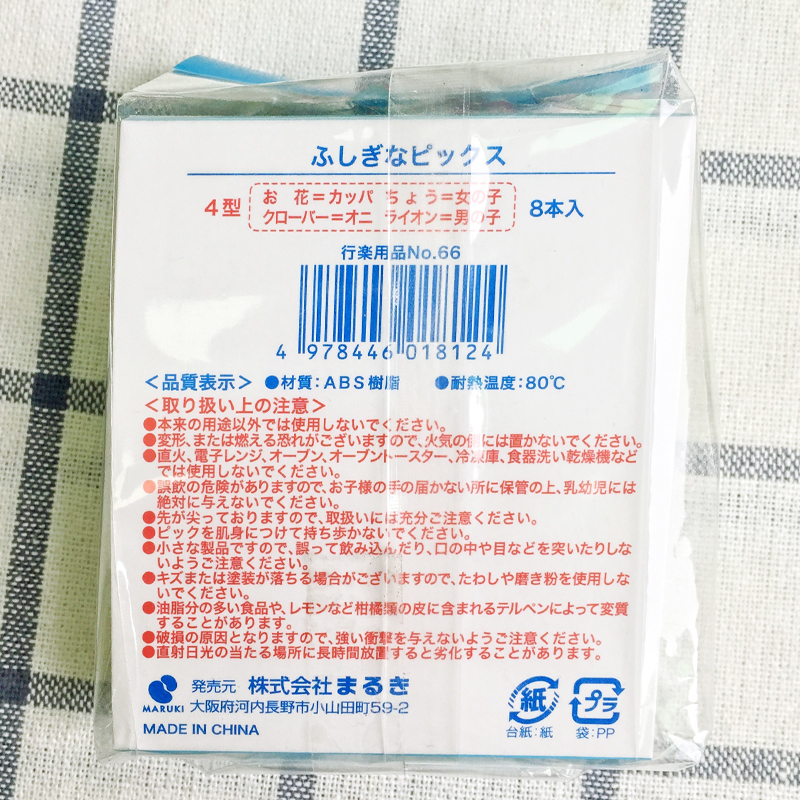 ふしぎなピックス
4型 お花=カッパ ちょう=女の子 8本入
クローバー=オニ ライオン=男の子
行楽用品No.66
4 978446 018124
<品質表示> ●材質:ABS樹脂 ●耐熱温度:80℃
<取り扱い上の注意>
●本来の用途以外では使用しないでください。
●変形、または燃える恐れがございますので、火気の側には置かないでください。
●直火、電子レンジ、オーブン、オーブントースター、冷凍庫、食器洗い乾燥機など
では使用しないでください。
●誤飲の危険がありますので、お子様の手の届かない所に保管の上、乳幼児には
絶対に与えないでください。
●先が尖っておりますので、取扱いには充分ご注意ください。
●ピックを肌身につけて持ち歩かないでください。
●小さな製品ですので、誤って飲み込んだり、口の中や目などを突いたりしな
いようご注意ください。
●キズまたは塗装が落ちる場合がございますので、たわしや磨き粉を使用しな
いでください。
●油脂分の多い食品や、レモンなど柑橘類の皮に含まれるテルペンによって変質
することがあります。
●破損の原因となりますので、強い衝撃を与えないようご注意ください。
●直射日光の当たる場所に長時間放置すると劣化することがあります。
MARUKI 発売元 株式会社まるき
大阪府河内長野市小山田町59-2
MADE IN CHINA
紙 プラ
台紙:紙 袋:PP